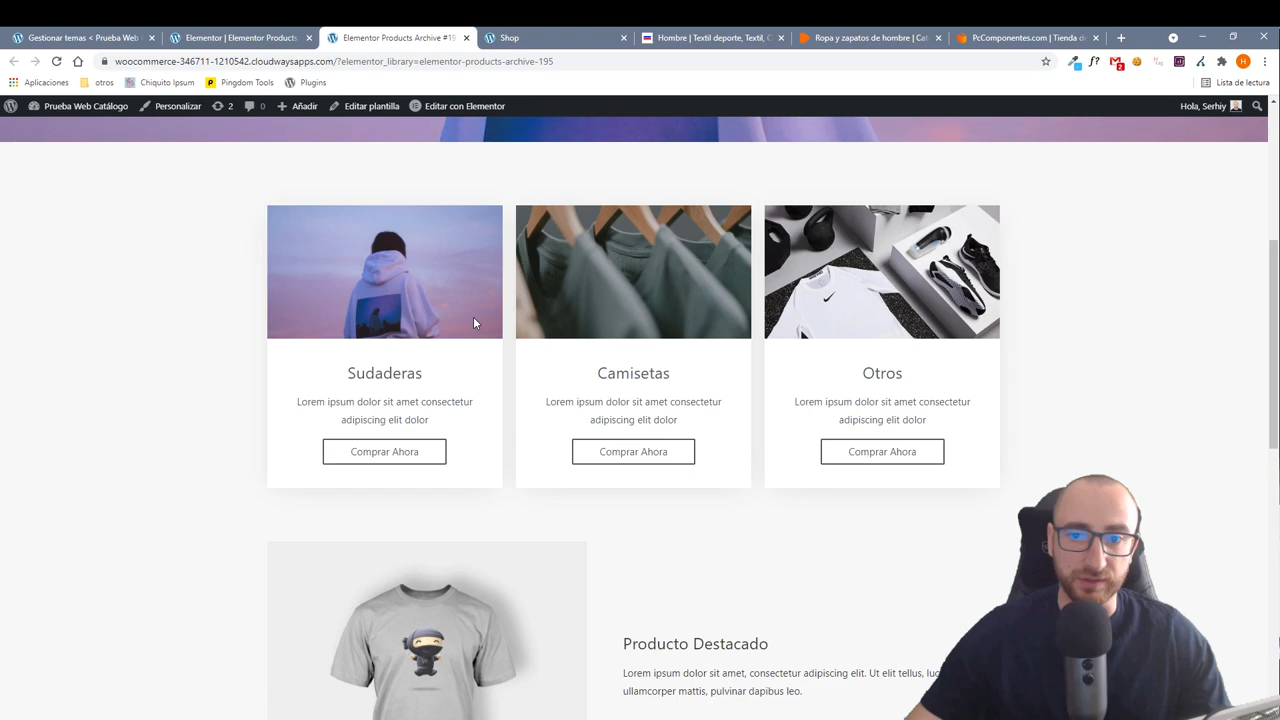 Gestionar temas < Prueba Web
Elementor | Elementor Products
Elementor Products Archive #19
Shop
Hombre | Textil deporte, Textil, C
Ropa y zapatos de hombre | Cat
PcComponentes.com | Tienda de
woocommerce-346711-1210542.cloudwaysapps.com/?elementor_library=elementor-products-archive-195
Aplicaciones
otros
Chiquito Ipsum
Pingdom Tools
Plugins
Lista de lectura
Prueba Web Catálogo
Personalizar
2
0
Añadir
Editar plantilla
Editar con Elementor
Hola, Serhiy
Sudaderas
Lorem ipsum dolor sit amet consectetur
adipiscing elit dolor
Comprar Ahora
Camisetas
Lorem ipsum dolor sit amet consectetur
adipiscing elit dolor
Comprar Ahora
Otros
Lorem ipsum dolor sit amet consectetur
adipiscing elit dolor
Comprar Ahora
Producto Destacado
Lorem ipsum dolor sit amet, consectetur adipiscing elit. Ut elit tellus, luc
ullamcorper mattis, pulvinar dapibus leo.